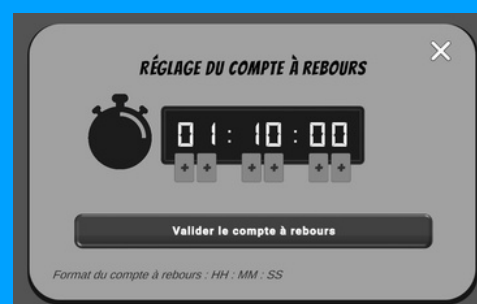 RÉGLAGE DU COMPTE À REBOURS
01:10:00
+ + + + + +
Valider le compte à rebours
Format du compte à rebours : HH : MM : SS